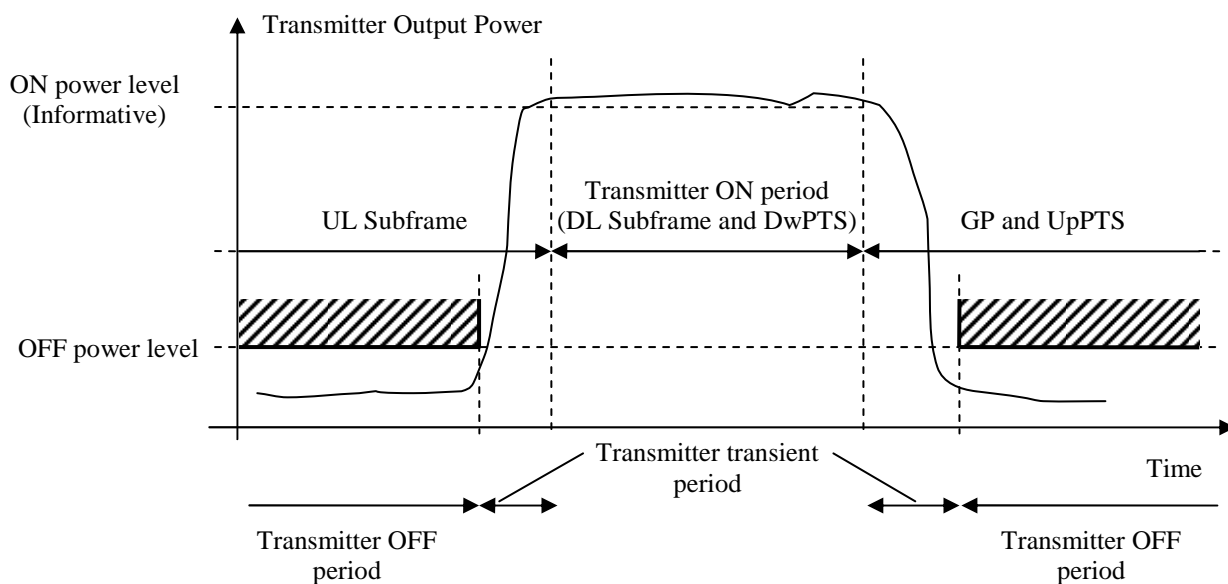 Transmitter Output Power
ON power level
(Informative)
Transmitter ON period
(DL Subframe and DwPTS)
UL Subframe
GP and UpPTS
OFF power level
Transmitter transient
period
Time
Transmitter OFF
period
Transmitter OFF
period